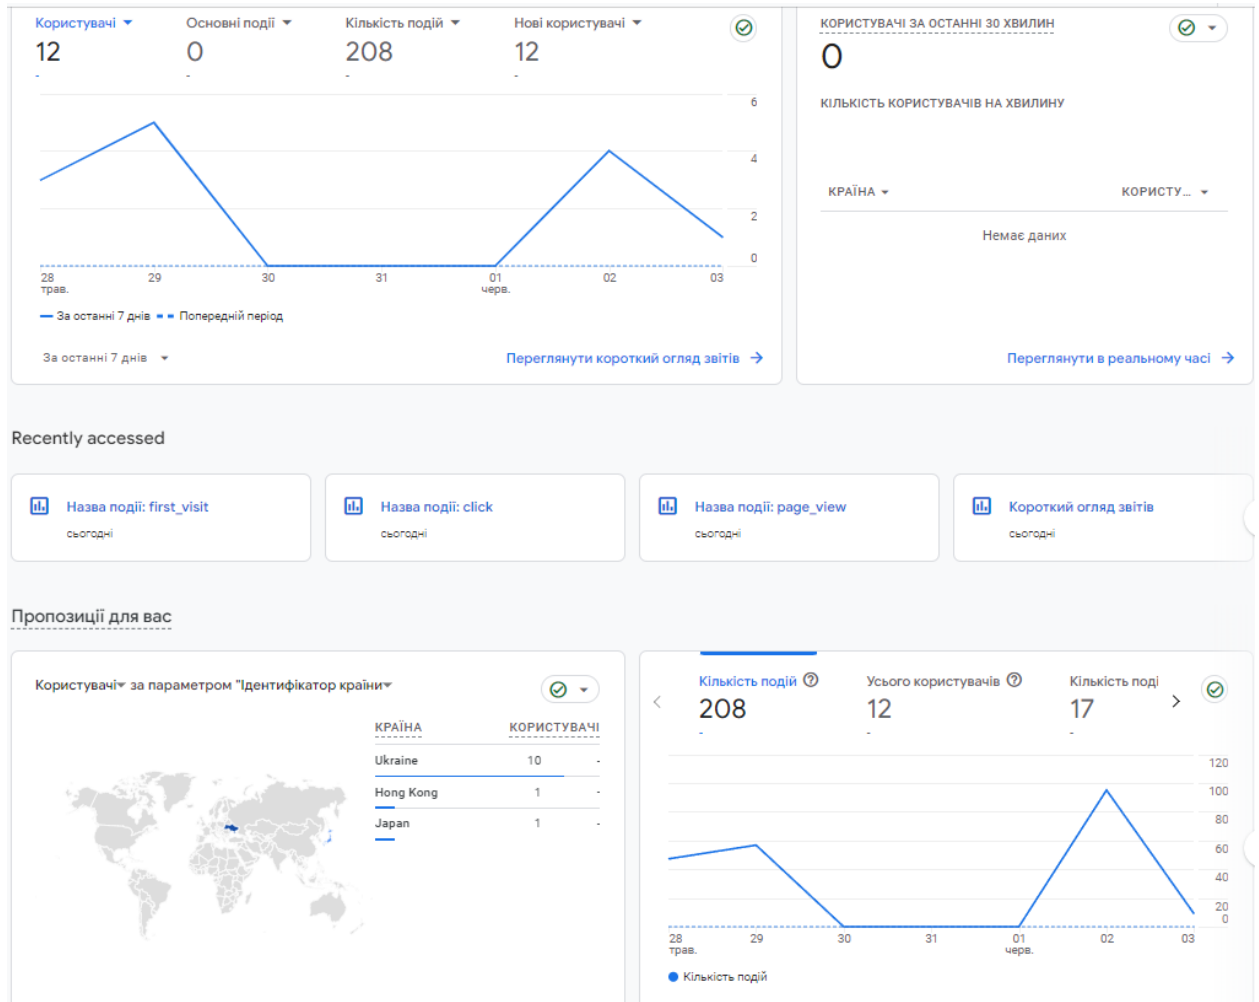 Користувачі
12
-
Основні події
0
-
Кількість подій
208
-
Нові користувачі
12
-
6
4
2
0
28
трав.
29
30
31
01
черв.
02
03
За останні 7 днів
Попередній період
За останні 7 днів
Переглянути короткий огляд звітів
КОРИСТУВАЧІ ЗА ОСТАННІ 30 ХВИЛИН
0
КІЛЬКІСТЬ КОРИСТУВАЧІВ НА ХВИЛИНУ
КРАЇНА
КОРИСТУ...
Немає даних
Переглянути в реальному часі
Recently accessed
Назва події: first_visit
сьогодні
Назва події: click
сьогодні
Назва події: page_view
сьогодні
Короткий огляд звітів
сьогодні
Пропозиції для вас
Користувачі за параметром "Ідентифікатор країни
КРАЇНА КОРИСТУВАЧІ
Ukraine 10 -
Hong Kong 1 -
Japan 1 -
Кількість подій
208
-
Усього користувачів
12
-
Кількість поді
17
-
120
100
80
60
40
20
0
28
трав.
29
30
31
01
черв.
02
03
Кількість подій